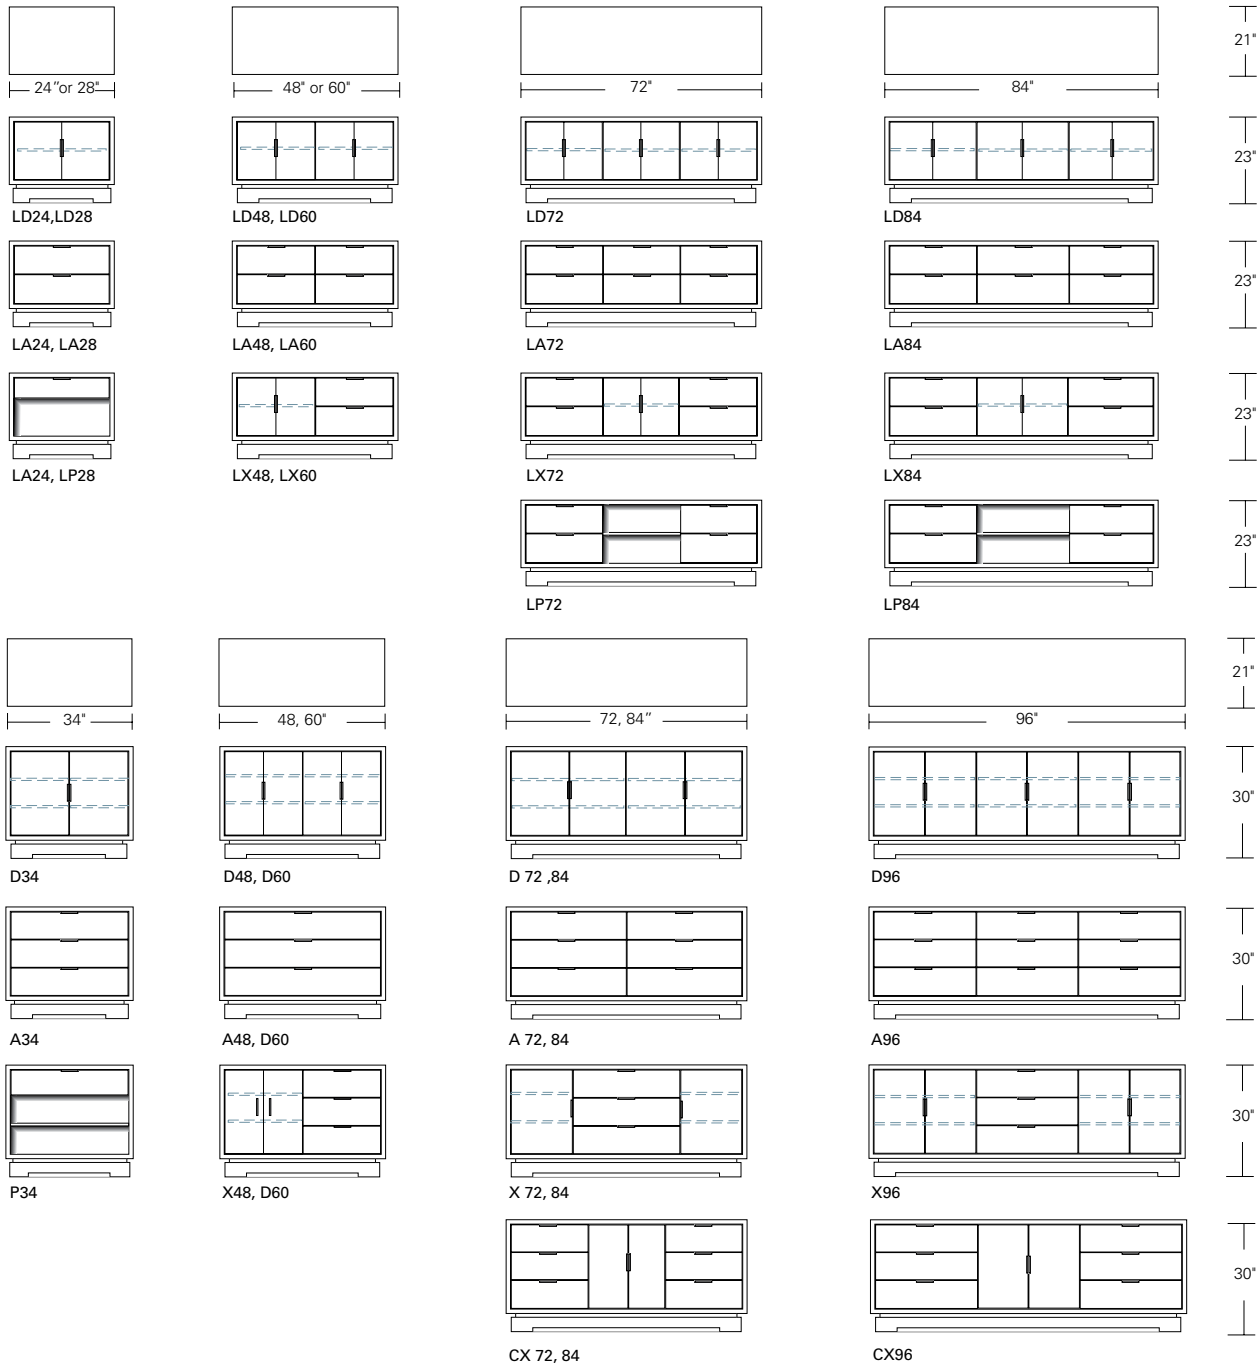 21"
24”or 28"
48" or 60"
72"
84"
23"
LD24,LD28
LD48, LD60
LD72
LD84
23"
LA24, LA28
LA48, LA60
LA72
LA84
23"
LA24, LP28
LX48, LX60
LX72
LX84
23"
LP72
LP84
21"
34"
48, 60"
72, 84”
96"
30"
D34
D48, D60
D 72 ,84
D96
30"
A34
A48, D60
A 72, 84
A96
30"
P34
X48, D60
X 72, 84
X96
30"
CX 72, 84
CX96